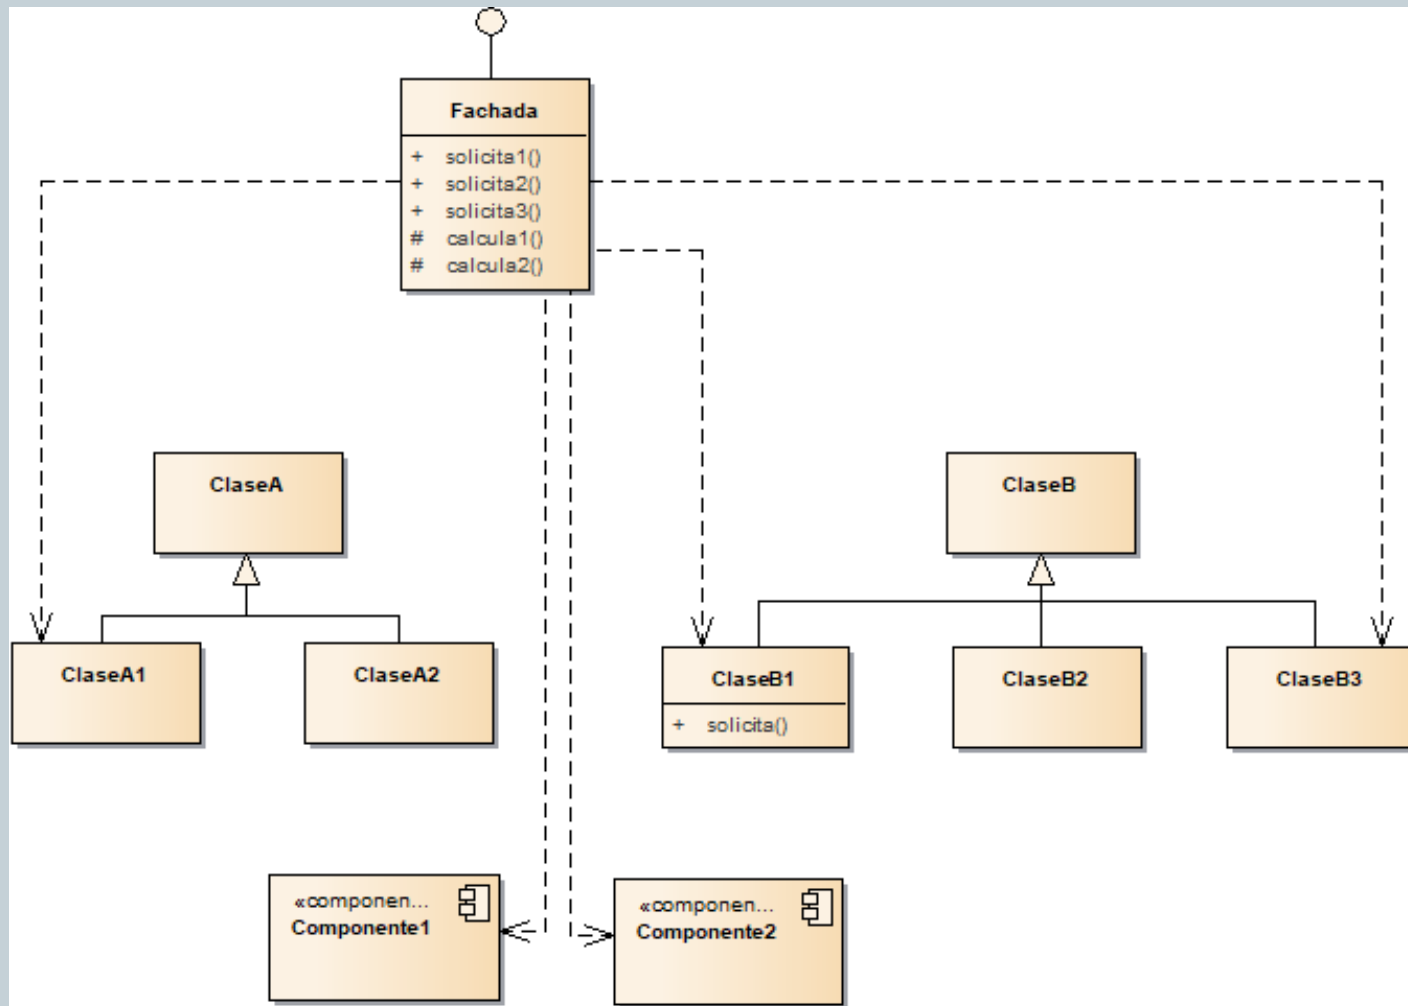 Fachada
+ solicita1()
+ solicita2()
+ solicita3()
# calcula1()
# calcula2()
ClaseA
ClaseB
ClaseA1
ClaseA2
ClaseB1
+ solicita()
ClaseB2
ClaseB3
«componen...
Componente1
«componen...
Componente2